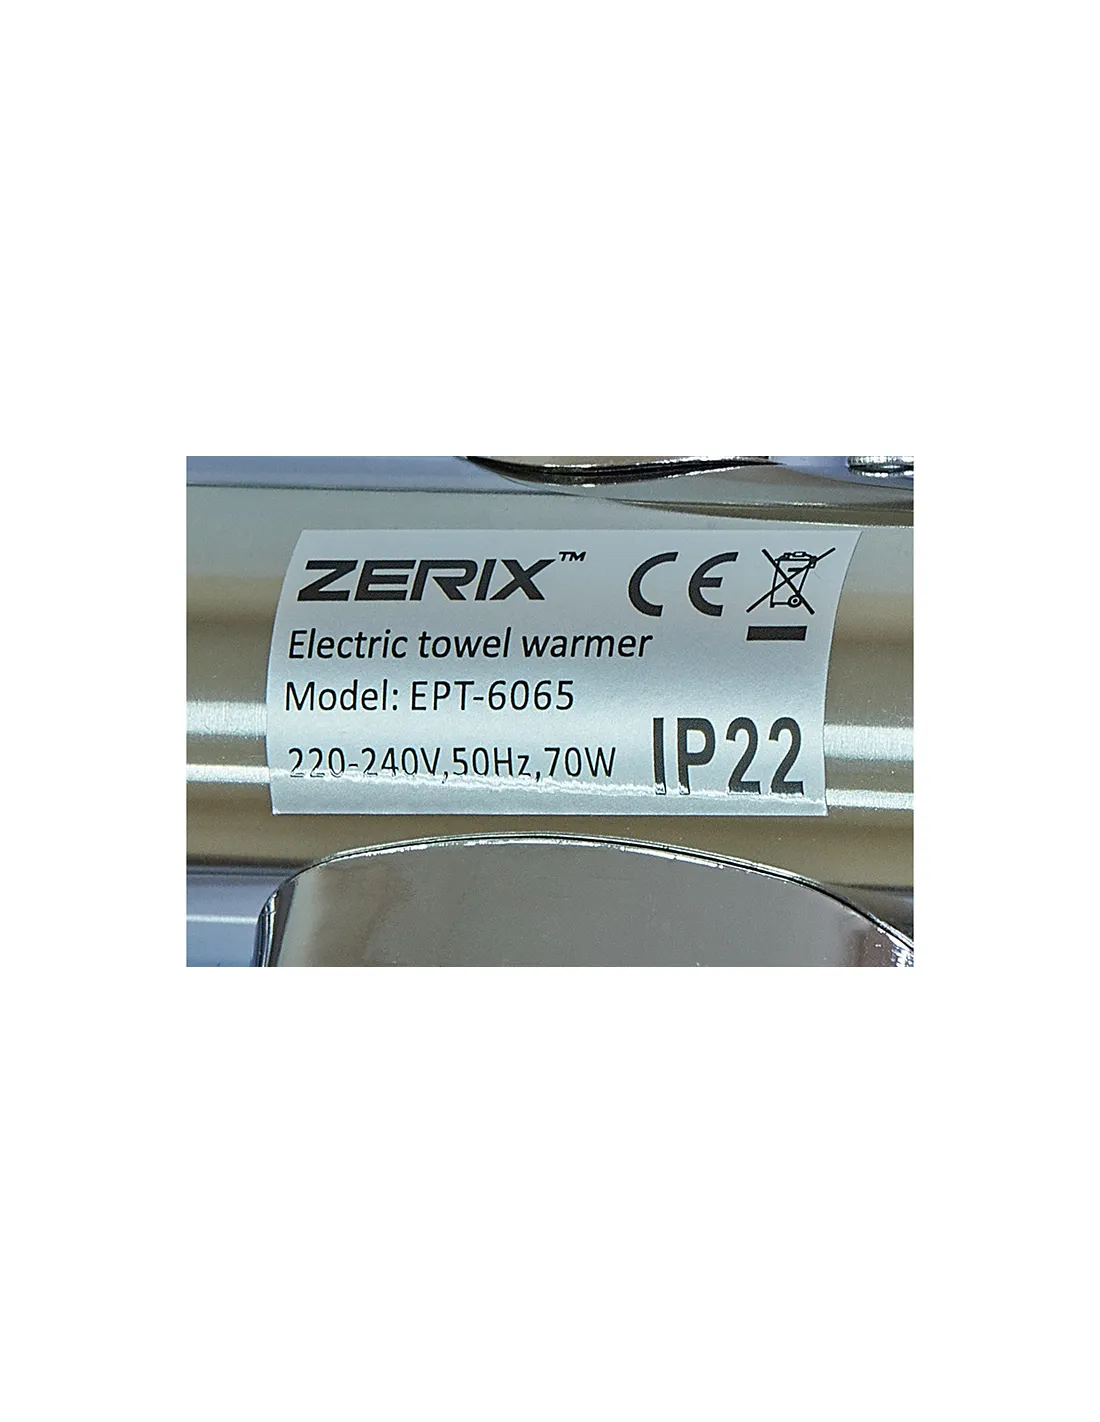 ZERIX™ CE
Electric towel warmer
Model: EPT-6065
220-240V,50Hz,70W IP22